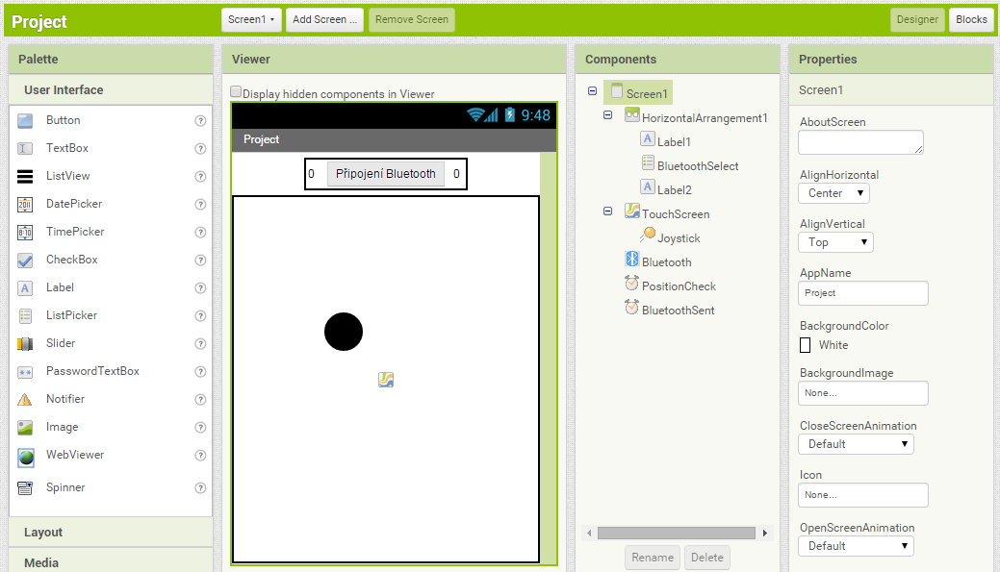 Project
Screen1
Add Screen ...
Remove Screen
Designer
Blocks
Palette
User Interface
Button
?
TextBox
?
ListView
?
DatePicker
?
TimePicker
?
CheckBox
?
Label
?
ListPicker
?
Slider
?
PasswordTextBox
?
Notifier
?
Image
?
WebViewer
?
Spinner
?
Layout
Media
Viewer
Display hidden components in Viewer
9:48
Project
0
Připojení Bluetooth
0
Components
Screen1
HorizontalArrangement1
A Label1
BluetoothSelect
A Label2
TouchScreen
Joystick
Bluetooth
PositionCheck
BluetoothSent
Rename
Delete
Properties
Screen1
AboutScreen
AlignHorizontal
Center
AlignVertical
Top
AppName
Project
BackgroundColor
White
BackgroundImage
None...
CloseScreenAnimation
Default
Icon
None...
OpenScreenAnimation
Default